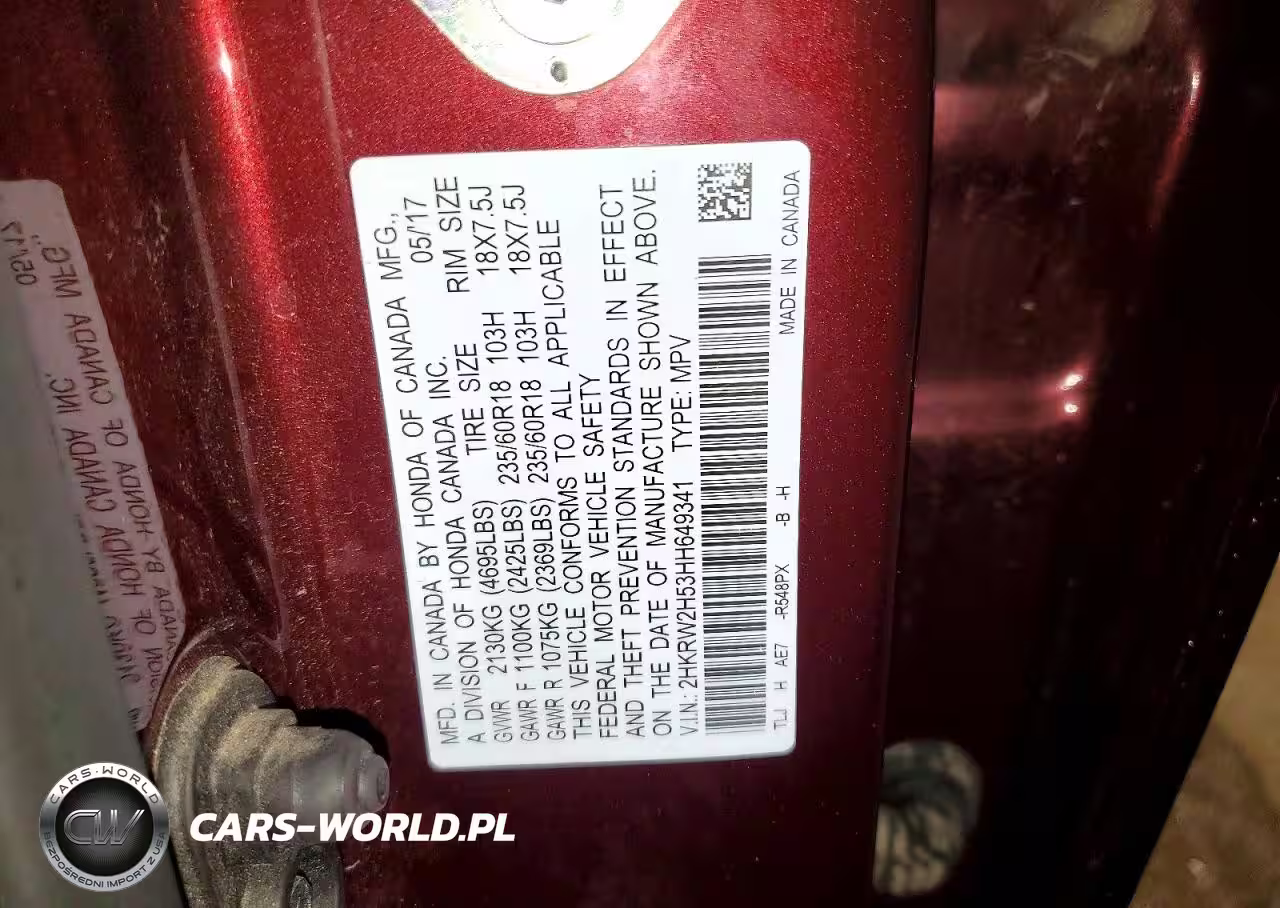 MFD. IN CANADA BY HONDA OF CANADA MFG.,
A DIVISION OF HONDA CANADA INC. 05/17
TIRE SIZE RIM SIZE
GVWR 2130KG (4695LBS)
GAWR F 1100KG (2425LBS) 235/60R18 103H 18X7.5J
GAWR R 1075KG (2369LBS) 235/60R18 103H 18X7.5J
THIS VEHICLE CONFORMS TO ALL APPLICABLE
FEDERAL MOTOR VEHICLE SAFETY
AND THEFT PREVENTION STANDARDS IN EFFECT
ON THE DATE OF MANUFACTURE SHOWN ABOVE.
V.I.N.: 2HKRW2H53HH649341 TYPE: MPV
TLJ H AE7 -R548PX -B -H MADE IN CANADA
CARS-WORLD
CW
BEZPOŚREDNI IMPORT Z USA
CARS-WORLD.PL